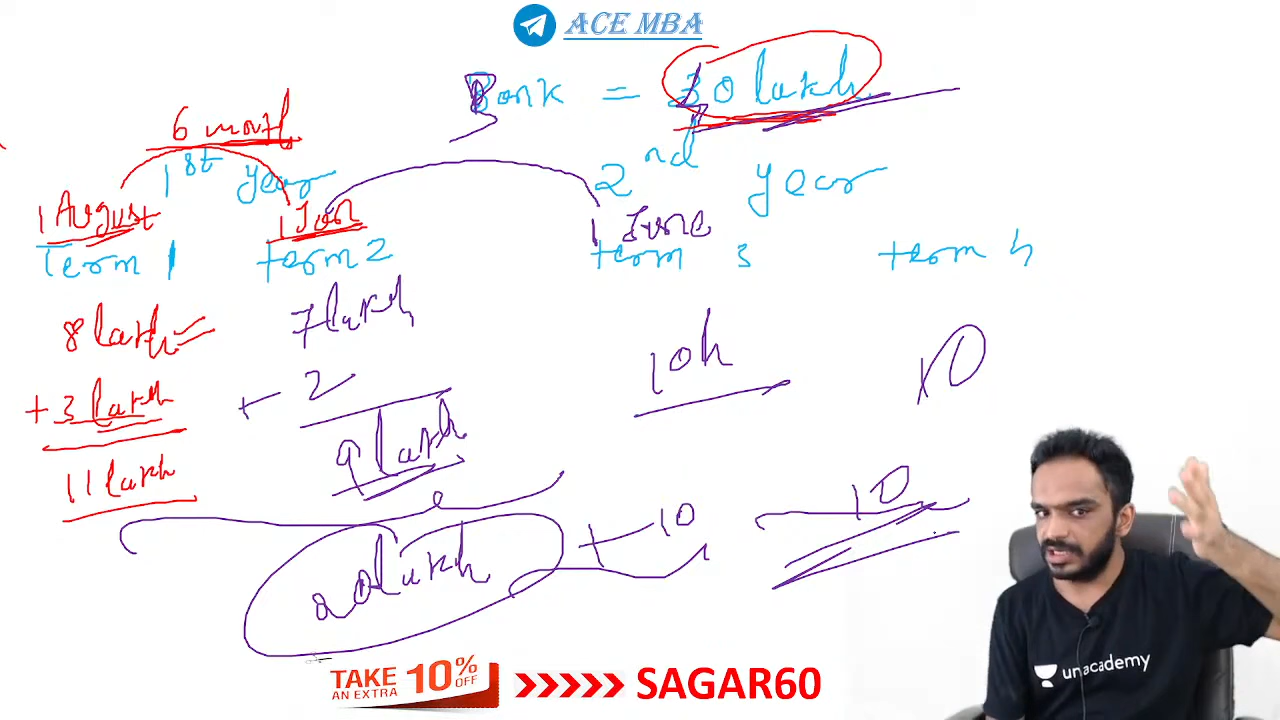 ACE MBA
Bank = 30 lakh
6 month
1st year
2nd year
1 August
1 Jan
1 June
Term 1
term 2
term 3
term 4
8 lakh =
7 lakh
10
+ 3 lakh
+ 2
11 lakh
9 lakh
20 lakh
+ 10
10
TAKE 10% OFF
AN EXTRA
SAGAR60
unacademy